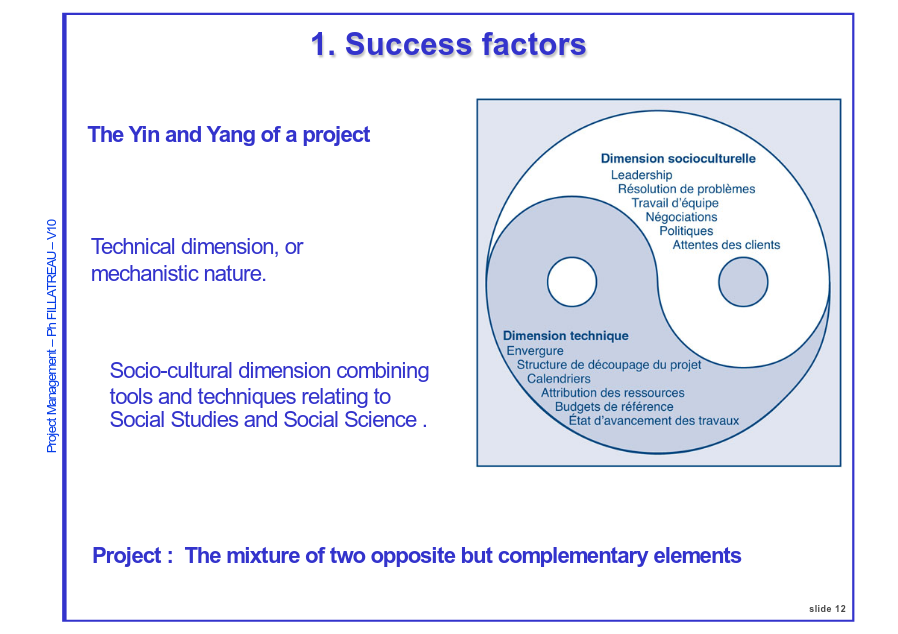 1. Success factors
The Yin and Yang of a project
Technical dimension, or
mechanistic nature.
Socio-cultural dimension combining
tools and techniques relating to
Social Studies and Social Science .
Dimension socioculturelle
Leadership
Résolution de problèmes
Travail d'équipe
Négociations
Politiques
Attentes des clients
Dimension technique
Envergure
Structure de découpage du projet
Calendriers
Attribution des ressources
Budgets de référence
État d'avancement des travaux
Project : The mixture of two opposite but complementary elements
Project Management – Ph FILLATREAU – V10
slide 12